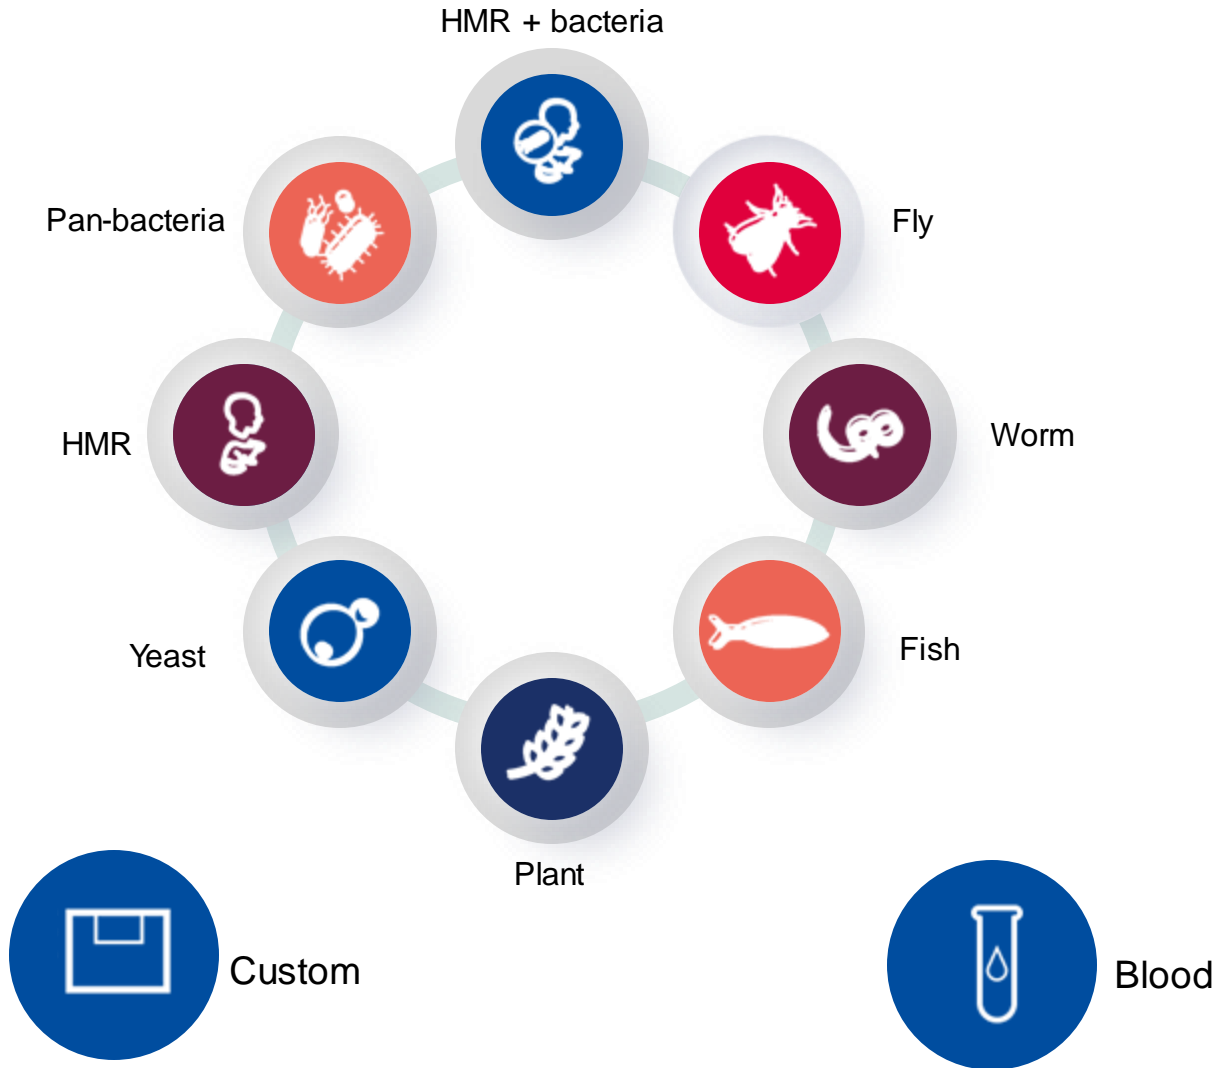 HMR + bacteria
Pan-bacteria
Fly
HMR
Worm
Yeast
Fish
Plant
Custom
Blood